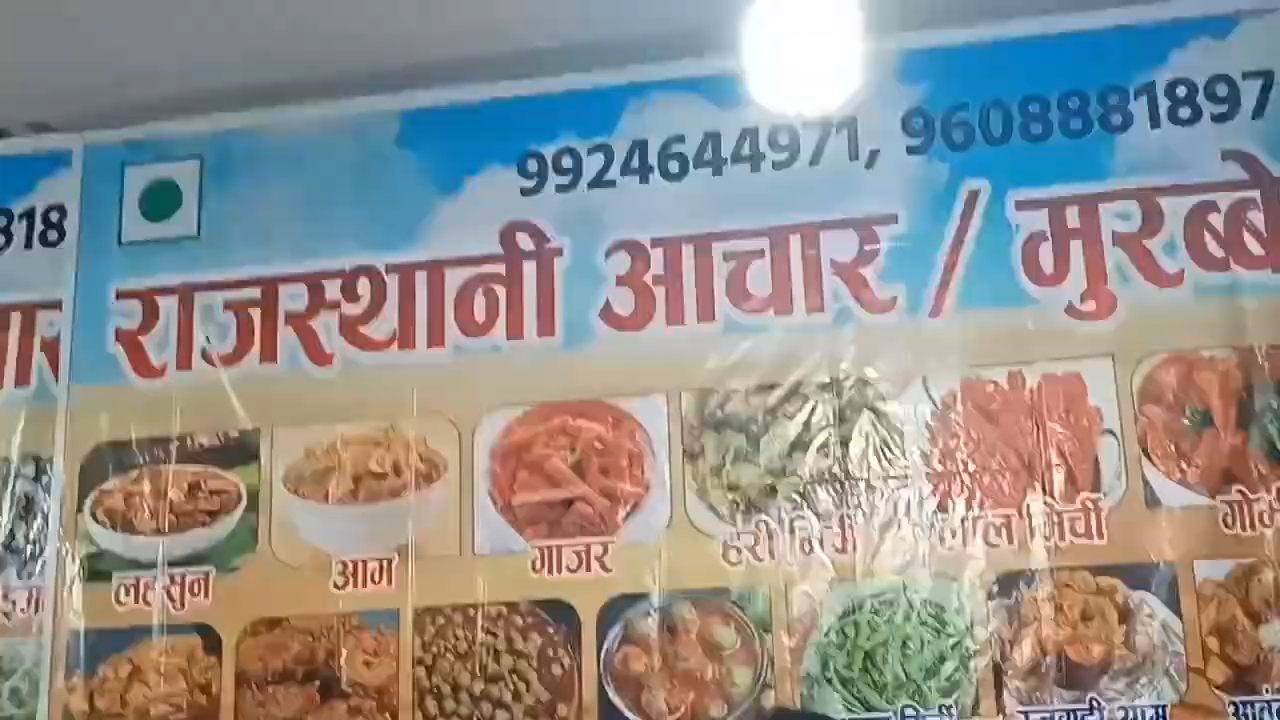 9924644971, 9608881897
318
राजस्थानी आचार / मुरब्बे
लहसुन आम गाजर हरी मिर्ची लाल मिर्ची